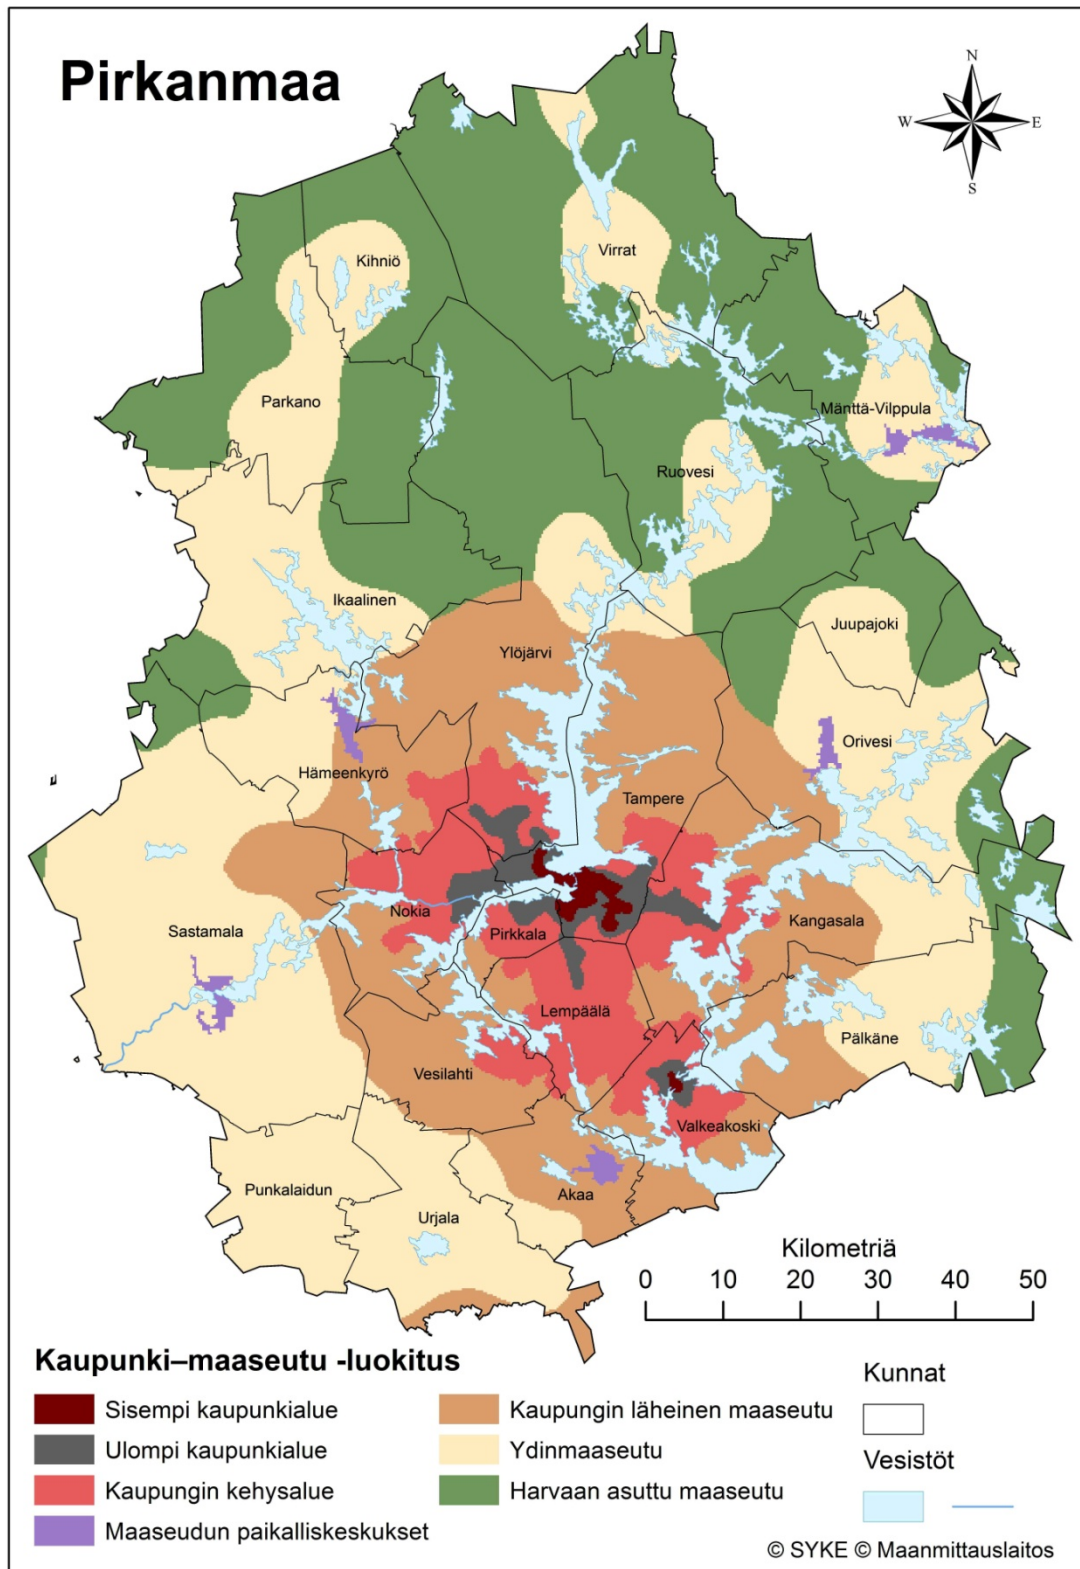 Pirkanmaa
N
W
E
S
Virrat
Kihniö
Parkano
Mänttä-Vilppula
Ruovesi
Ikaalinen
Juupajoki
Ylöjärvi
Orivesi
Hämeenkyrö
Tampere
Nokia
Kangasala
Sastamala
Pirkkala
Lempäälä
Pälkäne
Vesilahti
Valkeakoski
Punkalaidun
Akaa
Urjala
Kilometriä
0 10 20 30 40 50
Kaupunki–maaseutu -luokitus
Sisempi kaupunkialue
Ulompi kaupunkialue
Kaupungin kehysalue
Maaseudun paikalliskeskukset
Kaupungin läheinen maaseutu
Ydinmaaseutu
Harvaan asuttu maaseutu
Kunnat
Vesistöt
© SYKE © Maanmittauslaitos